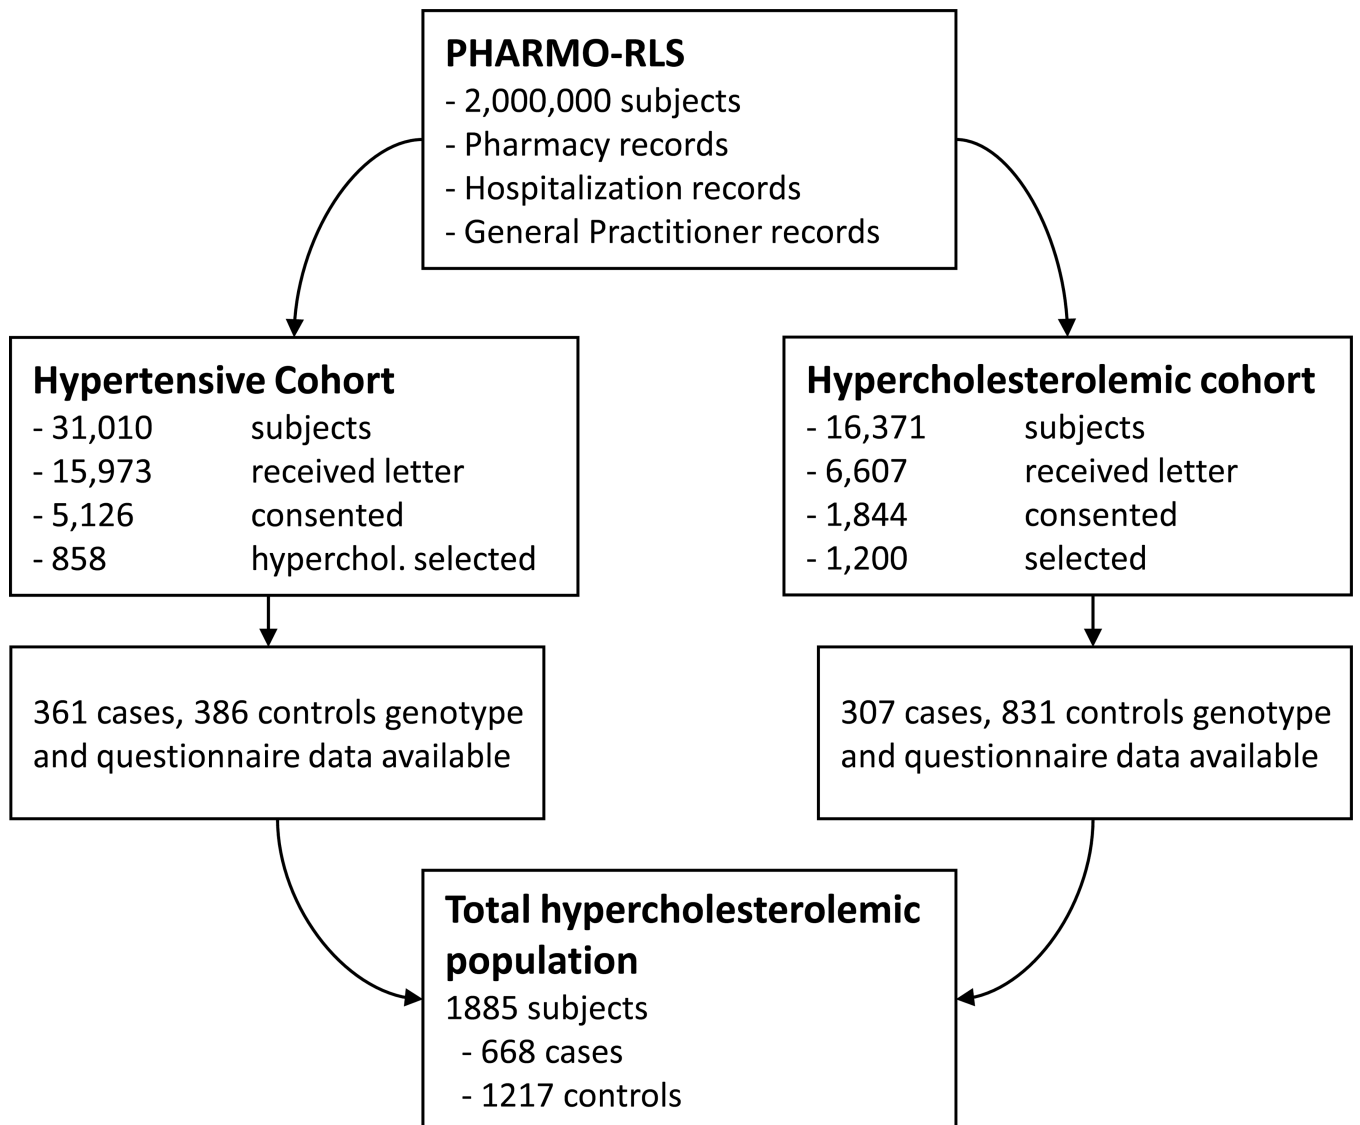 PHARMO-RLS
- 2,000,000 subjects
- Pharmacy records
- Hospitalization records
- General Practitioner records
Hypertensive Cohort
- 31,010 subjects
- 15,973 received letter
- 5,126 consented
- 858 hyperchol. selected
Hypercholesterolemic cohort
- 16,371 subjects
- 6,607 received letter
- 1,844 consented
- 1,200 selected
361 cases, 386 controls genotype
and questionnaire data available
307 cases, 831 controls genotype
and questionnaire data available
Total hypercholesterolemic
population
1885 subjects
- 668 cases
- 1217 controls